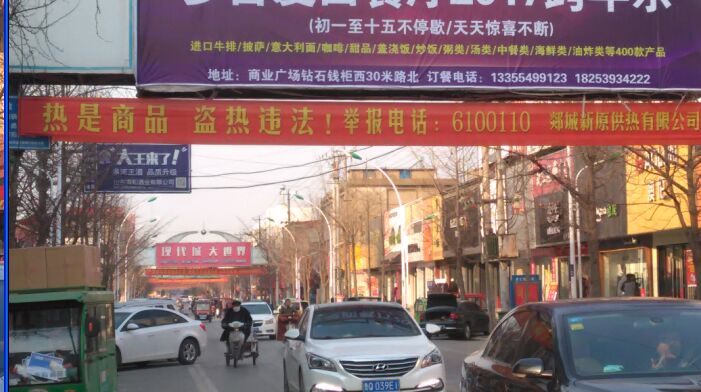 (初一至十五不停歇/天天惊喜不断)
进口牛排/披萨/意大利面/咖啡/甜品/盖浇饭/炒饭/粥类/汤类/中餐类/海鲜类/油炸类等400款产品
地址：商业广场钻石钱柜西30米路北 订餐电话：13355499123 18253934222
热是商品 盗热违法！举报电话：6100110 郯城新原供热有限公司
大王来了!
品质升级
现代城大世界
Q·039E1